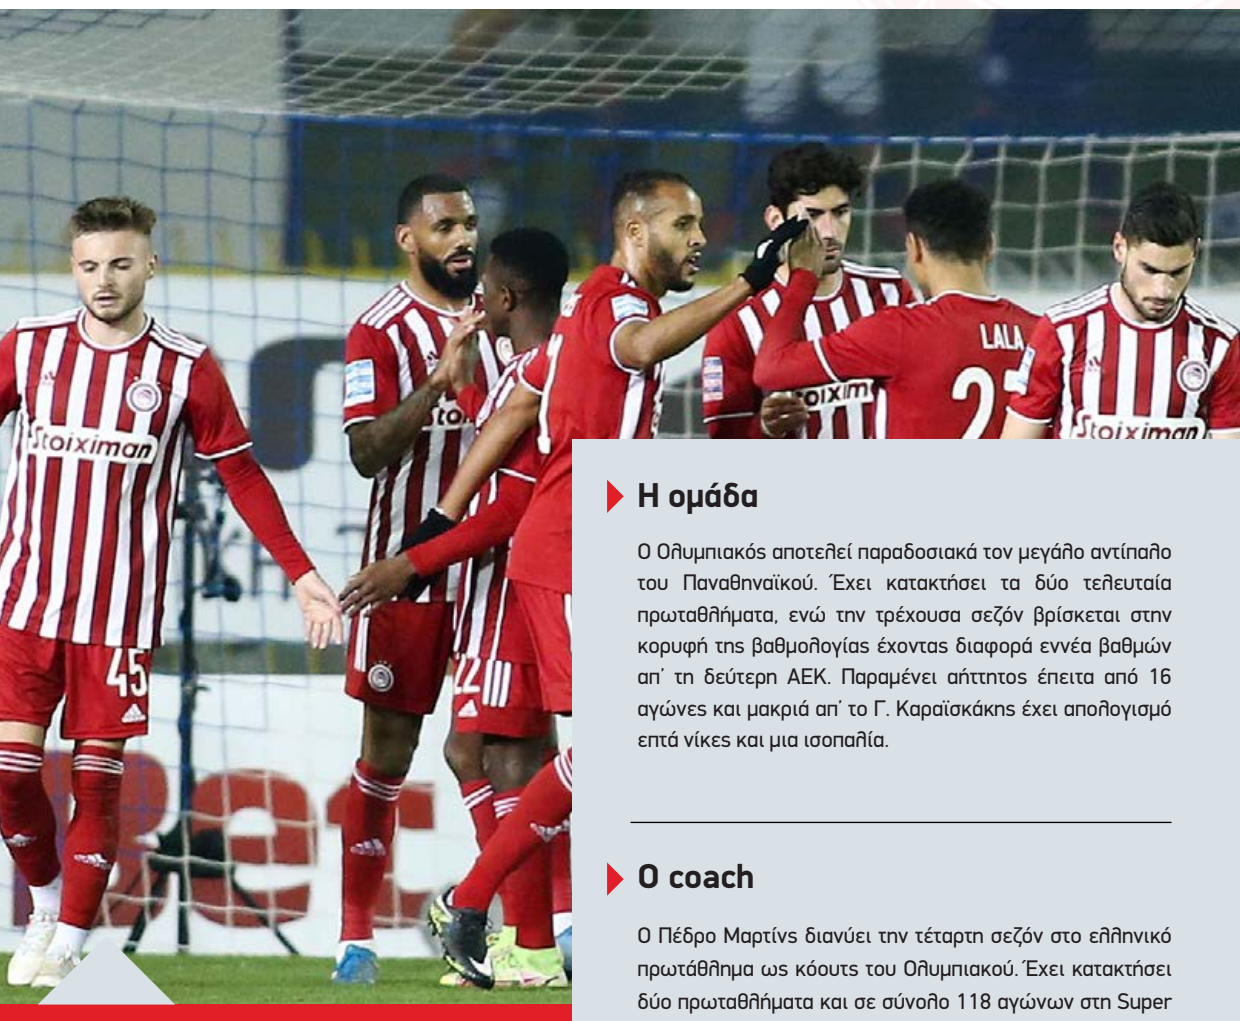 LALA
27
oixim
Stoiximan
Stoiximan
45
22
Η ομάδα
Ο Ολυμπιακός αποτελεί παραδοσιακά τον μεγάλο αντίπαλο
του Παναθηναϊκού. Έχει κατακτήσει τα δύο τελευταία
πρωταθλήματα, ενώ την τρέχουσα σεζόν βρίσκεται στην
κορυφή της βαθμολογίας έχοντας διαφορά εννέα βαθμών
απ' τη δεύτερη ΑΕΚ. Παραμένει αήττητος έπειτα από 16
αγώνες και μακριά απ' το Γ. Καραϊσκάκης έχει απολογισμό
επτά νίκες και μια ισοπαλία.
Ο coach
Ο Πέδρο Μαρτίνς διανύει την τέταρτη σεζόν στο ελληνικό
πρωτάθλημα ως κόουτς του Ολυμπιακού. Έχει κατακτήσει
δύο πρωταθλήματα και σε σύνολο 118 αγώνων στη Super